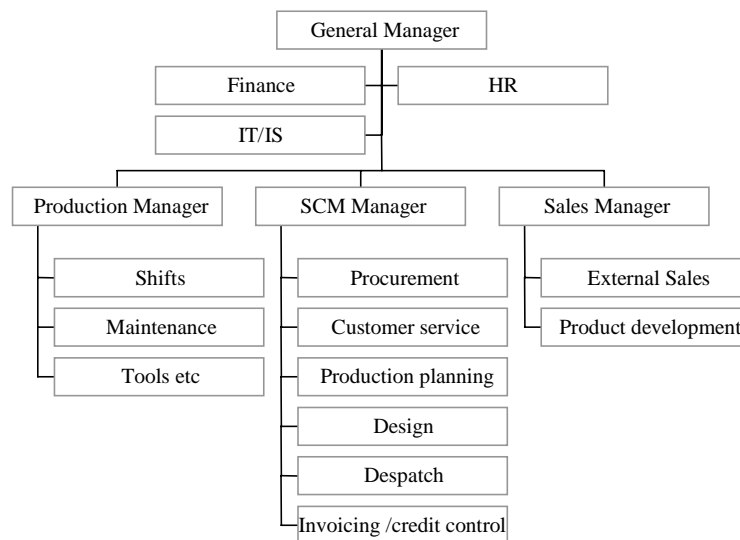 General Manager
Finance
HR
IT/IS
Production Manager
SCM Manager
Sales Manager
Shifts
Procurement
External Sales
Maintenance
Customer service
Product development
Tools etc
Production planning
Design
Despatch
Invoicing /credit control